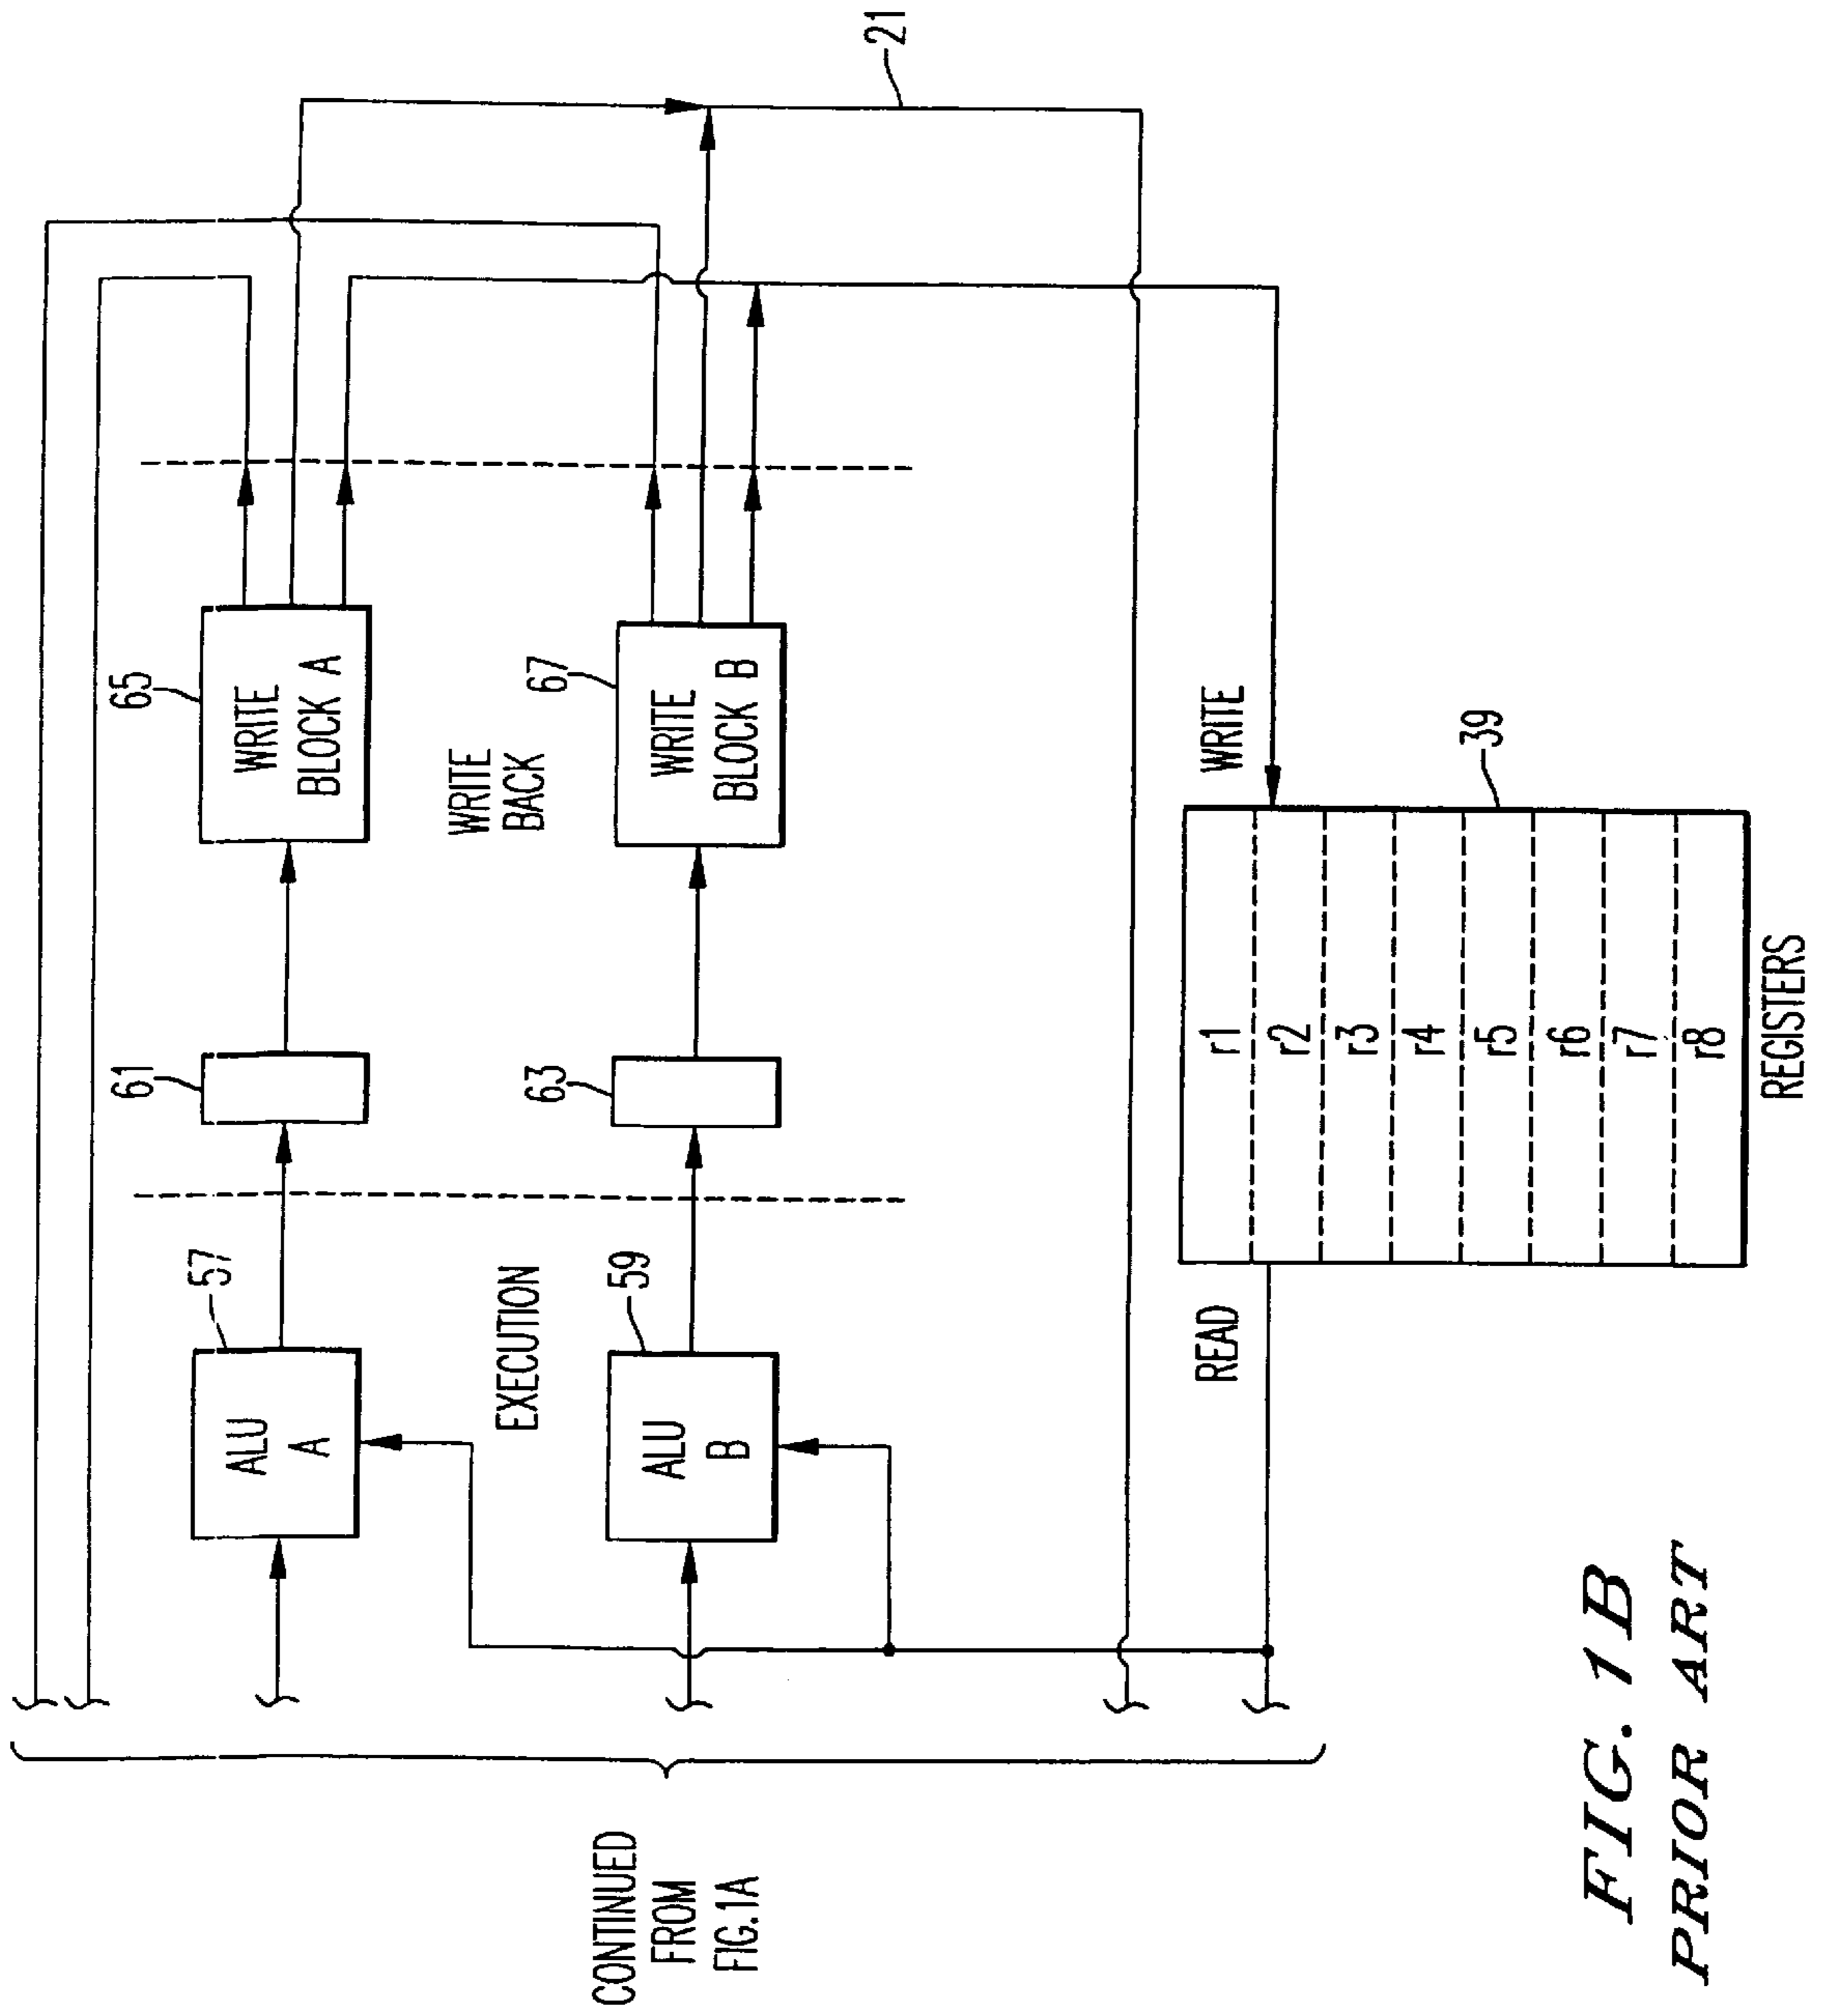 CONTINUED
FROM
FIG.1A
57
ALU
A
EXECUTION
59
ALU
B
61
63
65
WRITE
BLOCK A
WRITE
BACK
67
WRITE
BLOCK B
21
READ
WRITE
39
r1
r2
r3
r4
r5
r6
r7
r8
REGISTERS
FIG. 1B
PRIOR ART